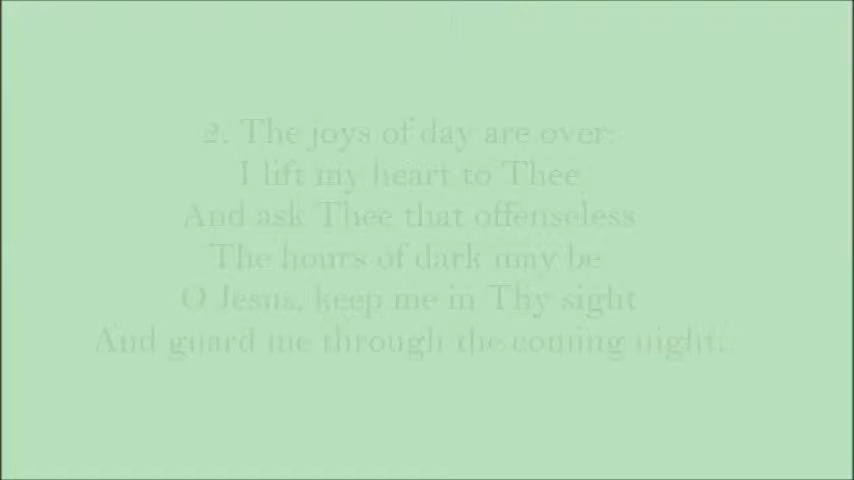 2. The joys of day are over:
I lift my heart to Thee
And ask Thee that offenseless
The hours of dark may be
O Jesus, keep me in Thy sight
And guard me through the coming night.